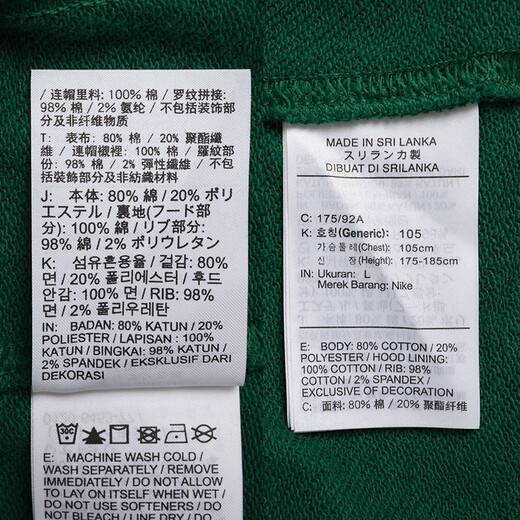 /连帽里料: 100% 棉 / 罗纹拼接:
98% 棉 / 2% 氨纶 / 不包括装饰部
分及非纤维物质
T: 表布: 80% 棉 / 20% 聚酯纖
維 / 連帽襯裡: 100% 棉 / 羅紋部
份: 98% 棉 / 2% 彈性纖維 / 不包
括裝飾部分及非紡織材料
J: 本体: 80% 綿 / 20% ポリ
エステル / 裏地(フード部
分): 100% 綿 / リブ部分:
98% 綿 / 2% ポリウレタン
K: 섬유혼용율 / 겉감: 80%
면 / 20% 폴리에스터 / 후드
안감: 100% 면 / RIB: 98%
면 / 2% 폴리우레탄
IN: BADAN: 80% KATUN / 20%
POLIESTER / LAPISAN : 100%
KATUN / BINGKAI: 98% KATUN /
2% SPANDEK / EKSKLUSIF DARI
DEKORASI
30C
E: MACHINE WASH COLD /
WASH SEPARATELY / REMOVE
IMMEDIATELY / DO NOT ALLOW
TO LAY ON ITSELF WHEN WET /
DO NOT USE SOFTENERS / DO
NOT BLEACH / LINE DRY / DO
MADE IN SRI LANKA
スリランカ製
DIBUAT DI SRILANKA
C: 175/92A
K: 호칭(Generic): 105
가슴둘레(Chest): 105cm
신 장(Height): 175-185cm
IN: Ukuran: L
Merek Barang: Nike
E: BODY: 80% COTTON / 20%
POLYESTER / HOOD LINING:
100% COTTON / RIB: 98%
COTTON / 2% SPANDEX /
EXCLUSIVE OF DECORATION
C: 面料: 80% 棉 / 20% 聚酯纤维